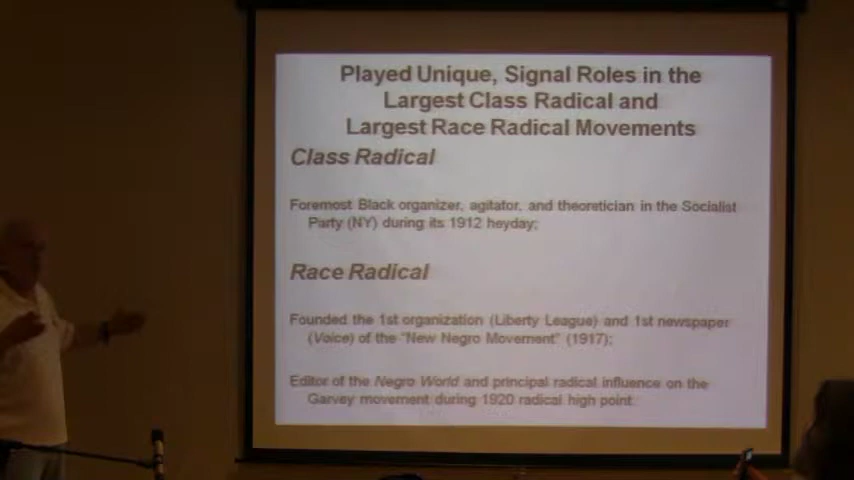 Played Unique, Signal Roles in the
Largest Class Radical and
Largest Race Radical Movements
Class Radical
Foremost Black organizer, agitator, and theoretician in the Socialist
Party (NY) during its 1912 heyday;
Race Radical
Founded the 1st organization (Liberty League) and 1st newspaper
(Voice) of the "New Negro Movement" (1917);
Editor of the Negro World and principal radical influence on the
Garvey movement during 1920 radical high point.